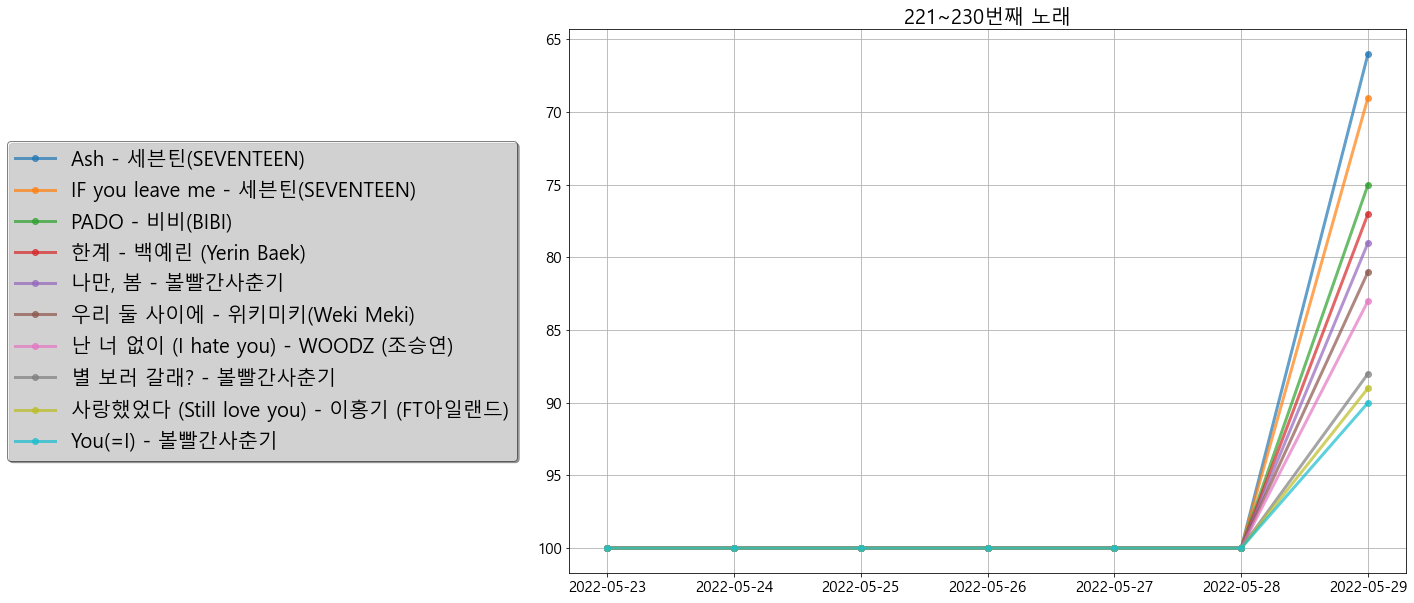 221~230번째 노래
Ash - 세븐틴(SEVENTEEN)
IF you leave me - 세븐틴(SEVENTEEN)
PADO - 비비(BIBI)
한계 - 백예린 (Yerin Baek)
나만, 봄 - 볼빨간사춘기
우리 둘 사이에 - 위키미키(Weki Meki)
난 너 없이 (I hate you) - WOODZ (조승연)
별 보러 갈래? - 볼빨간사춘기
사랑했었다 (Still love you) - 이홍기 (FT아일랜드)
You(=I) - 볼빨간사춘기
65
70
75
80
85
90
95
100
2022-05-23 2022-05-24 2022-05-25 2022-05-26 2022-05-27 2022-05-28 2022-05-29